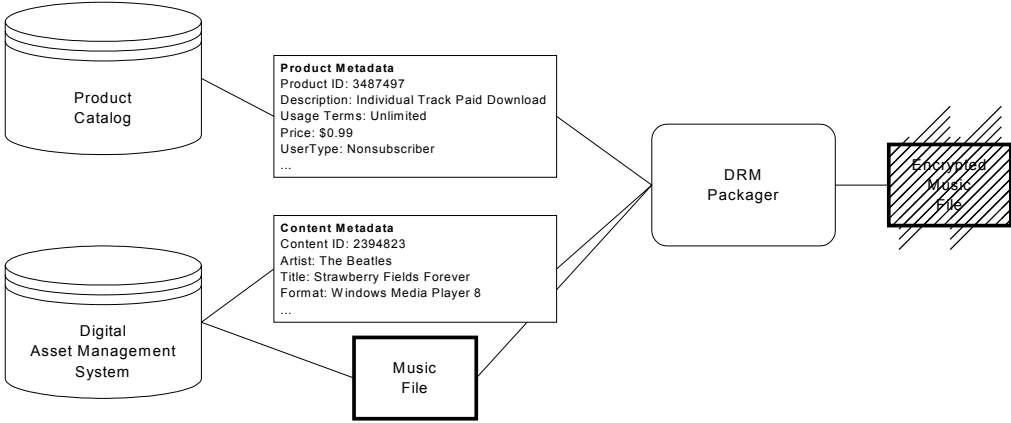 Product
Catalog
Product Metadata
Product ID: 3487497
Description: Individual Track Paid Download
Usage Terms: Unlimited
Price: $0.99
UserType: Nonsubscriber
...
DRM
Packager
Encrypted
Music
File
Content Metadata
Content ID: 2394823
Artist: The Beatles
Title: Strawberry Fields Forever
Format: Windows Media Player 8
...
Digital
Asset Management
System
Music
File